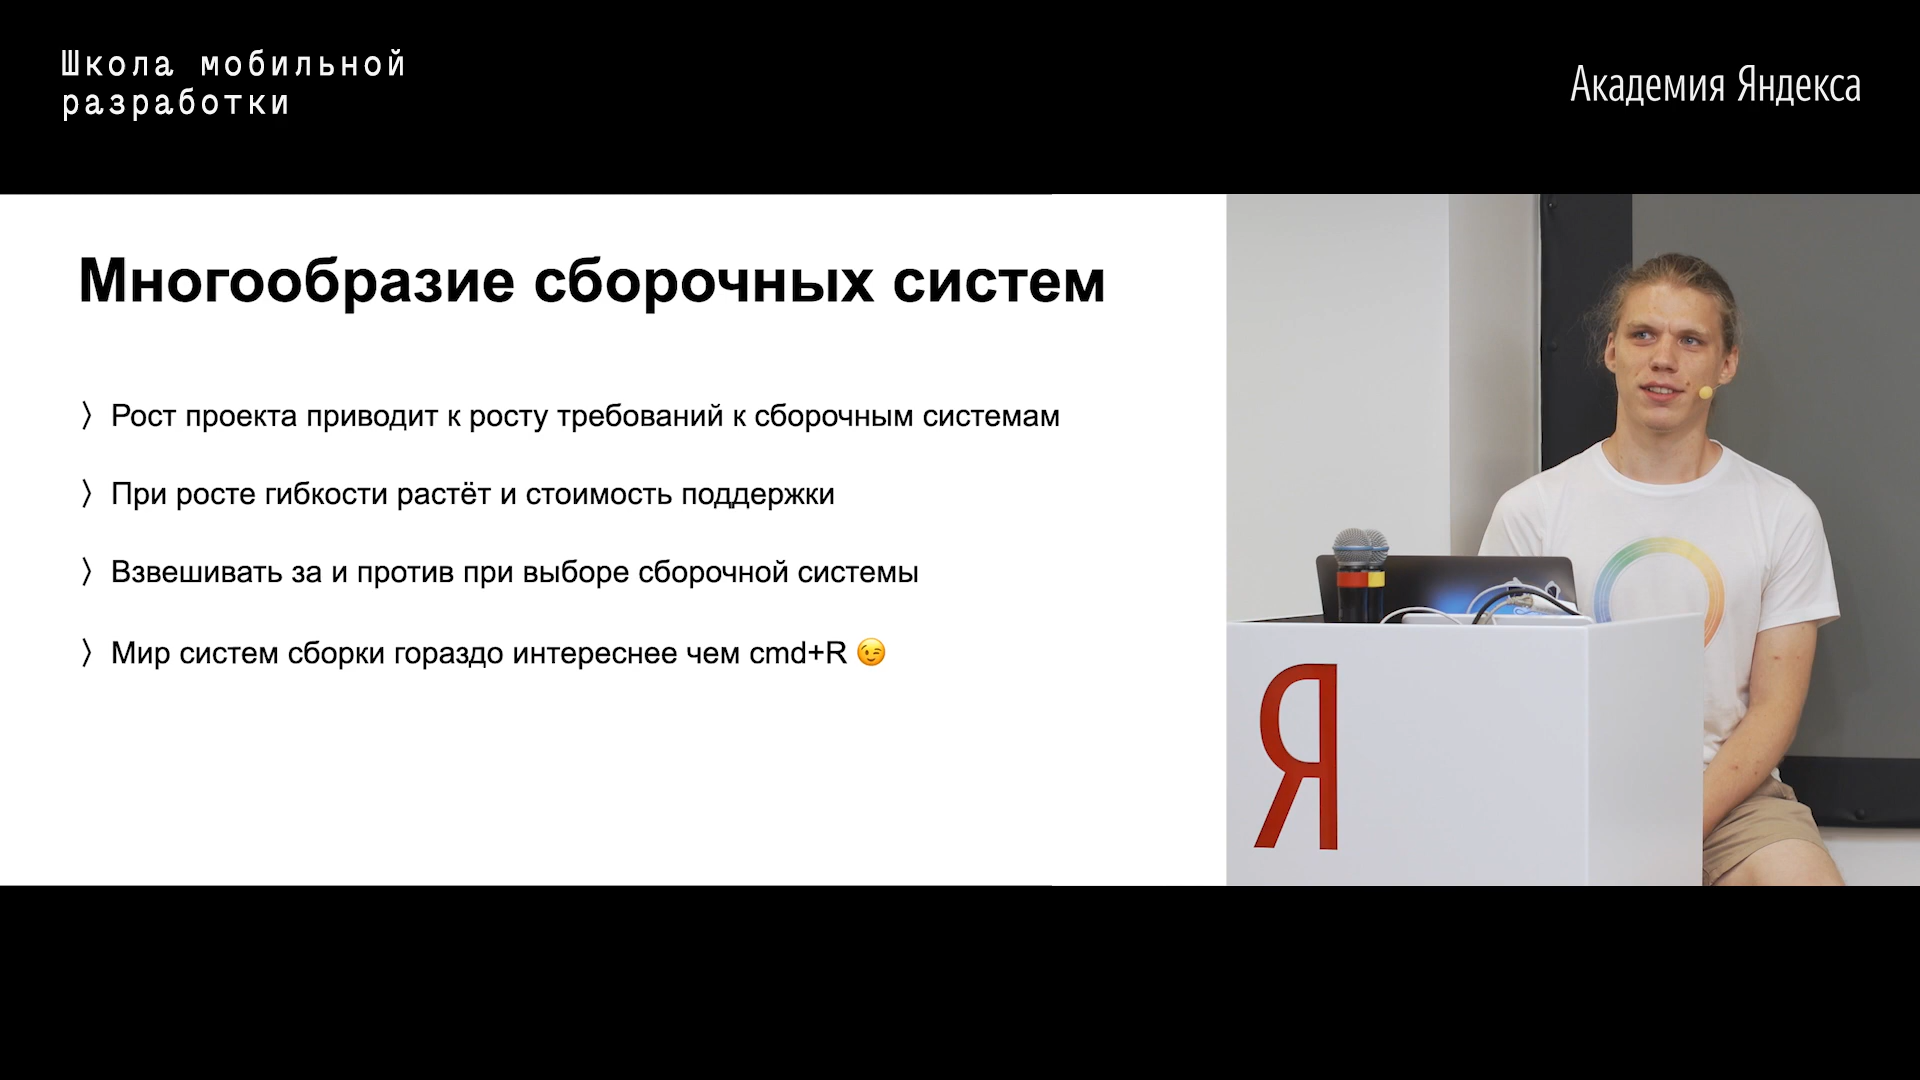 Школа мобильной
разработки
Академия Яндекса
Многообразие сборочных систем
〉Рост проекта приводит к росту требований к сборочным системам
〉При росте гибкости растёт и стоимость поддержки
〉Взвешивать за и против при выборе сборочной системы
〉Мир систем сборки гораздо интереснее чем cmd+R 😉
Я